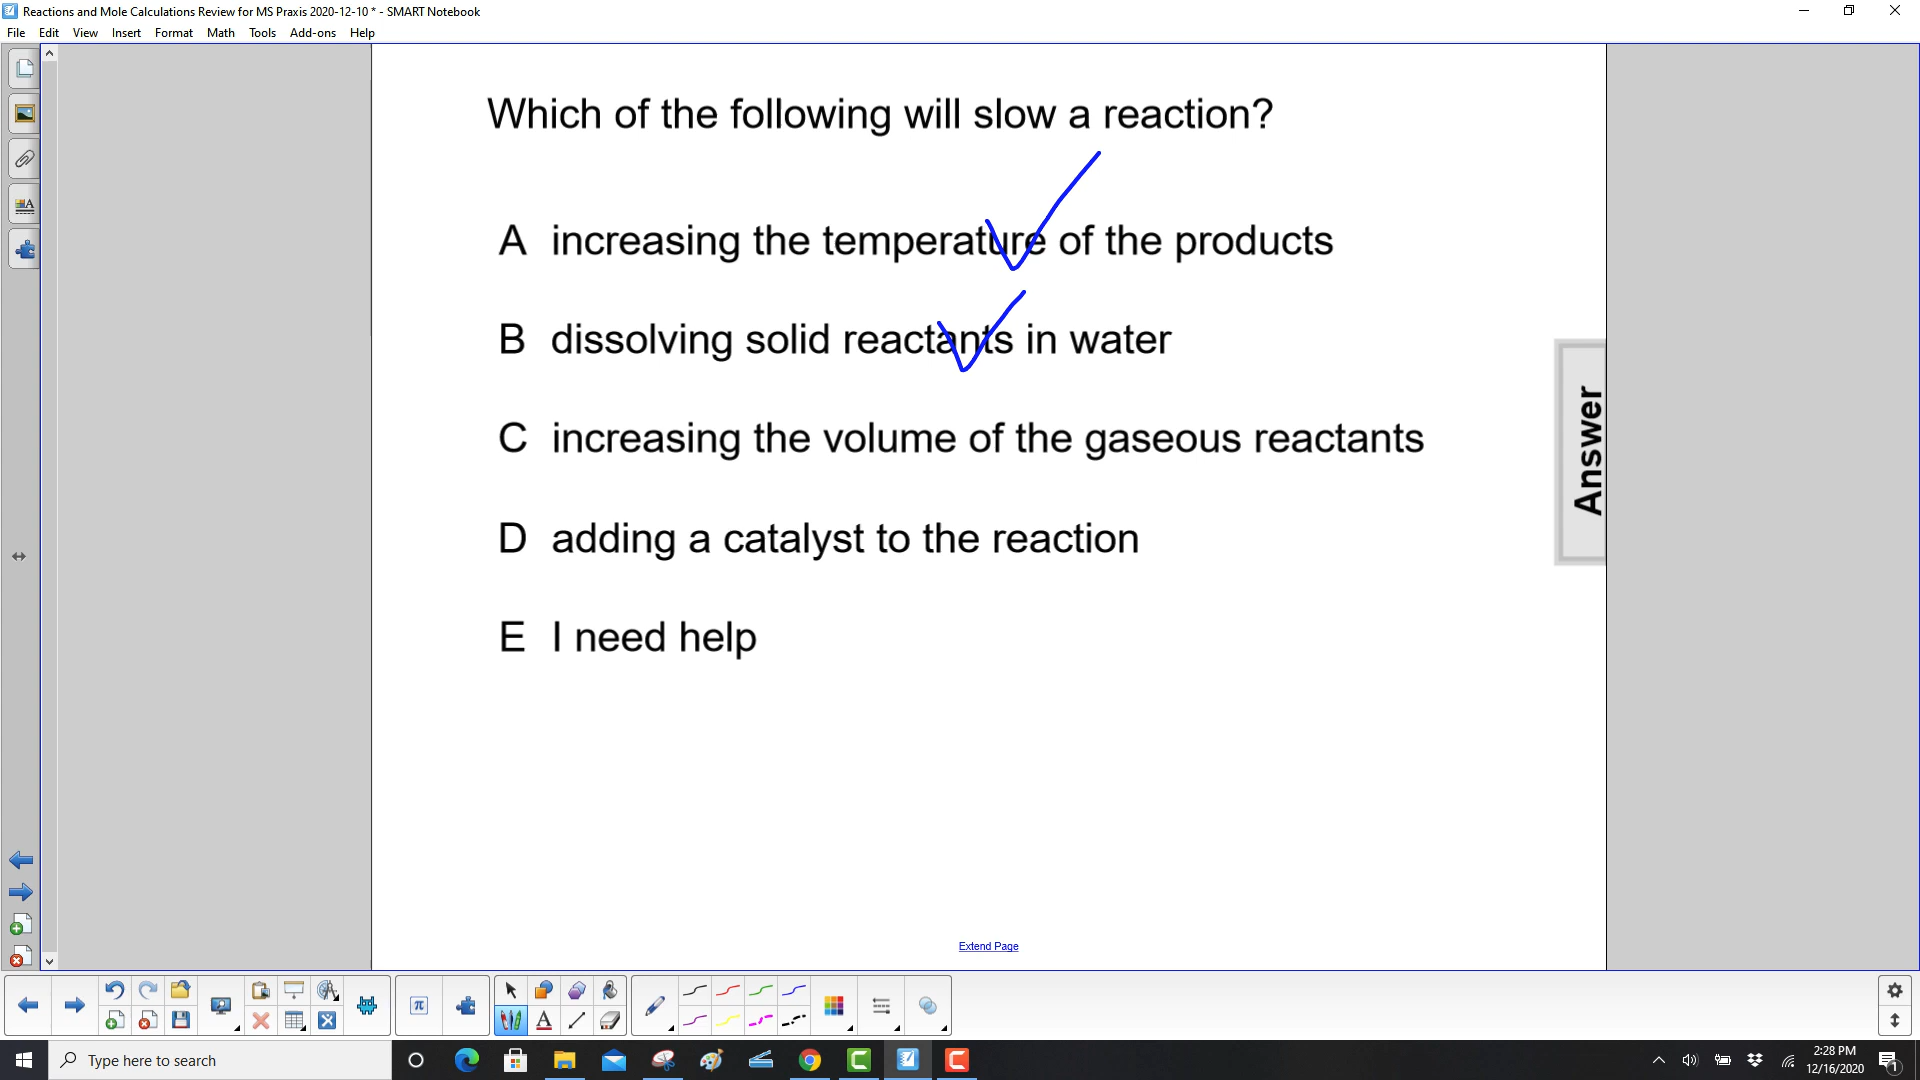 Reactions and Mole Calculations Review for MS Praxis 2020-12-10 * - SMART Notebook
File Edit View Insert Format Math Tools Add-ons Help
Which of the following will slow a reaction?
A increasing the temperature of the products
B dissolving solid reactants in water
C increasing the volume of the gaseous reactants
D adding a catalyst to the reaction
E I need help
Answer
Extend Page
Type here to search
2:28 PM
12/16/2020
1